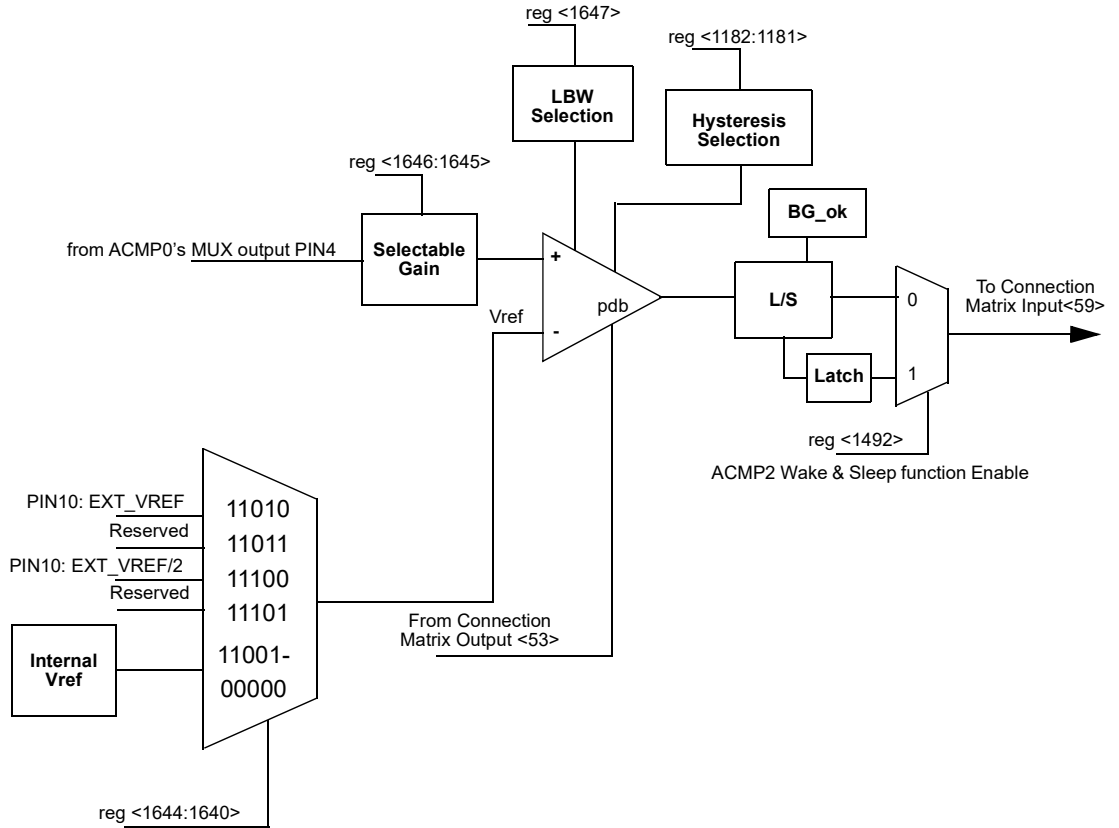 reg <1647>
reg <1182:1181>
LBW
Selection
Hysteresis
Selection
reg <1646:1645>
BG_ok
from ACMP0’s MUX output PIN4
Selectable
Gain
+
L/S
0
To Connection
Matrix Input<59>
pdb
Vref
-
Latch
1
reg <1492>
ACMP2 Wake & Sleep function Enable
PIN10: EXT_VREF
11010
Reserved
11011
PIN10: EXT_VREF/2
11100
Reserved
11101
From Connection
Matrix Output <53>
Internal
Vref
11001-
00000
reg <1644:1640>